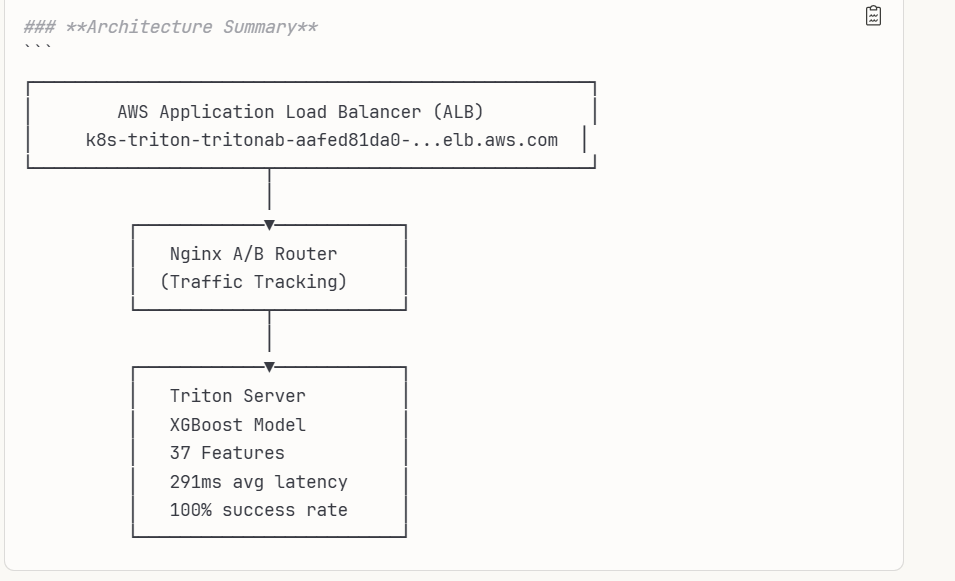 ### **Architecture Summary**
```
AWS Application Load Balancer (ALB)
k8s-triton-tritonab-aafed81da0-...elb.aws.com
Nginx A/B Router
(Traffic Tracking)
Triton Server
XGBoost Model
37 Features
291ms avg latency
100% success rate